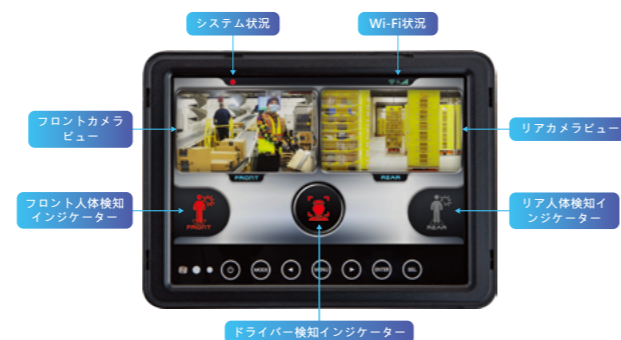 システム状況
Wi-Fi状況
フロントカメラ
ビュー
リアカメラビュー
FRONT
REAR
フロント人体検知
インジケーター
リア人体検知イ
ンジケーター
FRONT
REAR
MODE
MENU
ENTER
SEL
ドライバー検知インジケーター